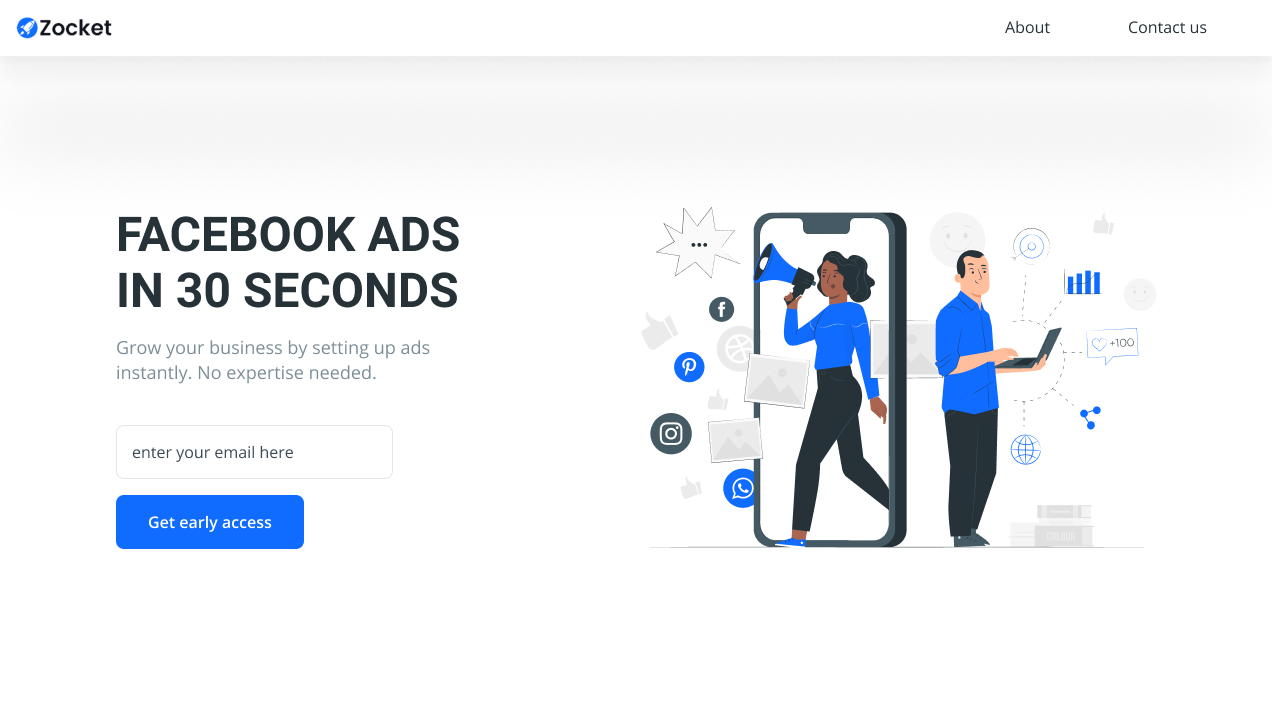 Zocket
About
Contact us
FACEBOOK ADS
IN 30 SECONDS
Grow your business by setting up ads
instantly. No expertise needed.
enter your email here
Get early access
+100
COLOUR